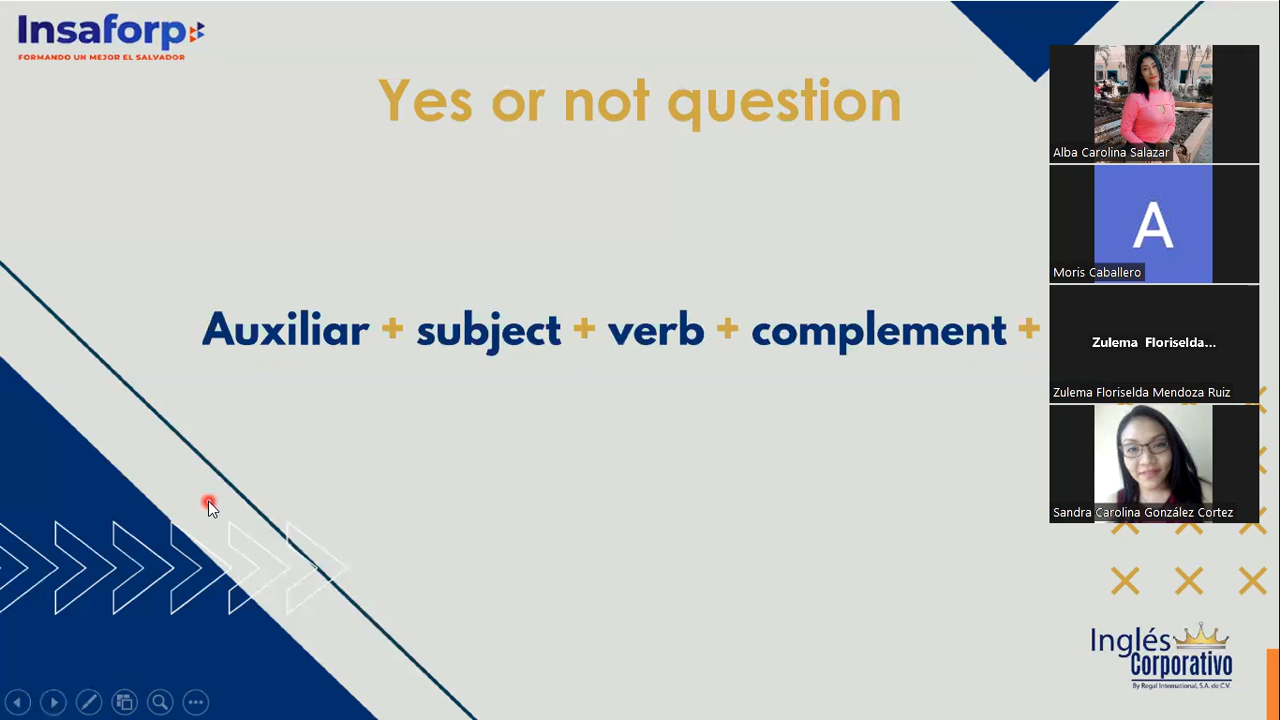 Insaforp
FORMANDO UN MEJOR EL SALVADOR
Yes or not question
Auxiliar + subject + verb + complement +
Alba Carolina Salazar
A
Moris Caballero
Zulema Floriselda...
Zulema Floriselda Mendoza Ruiz
Sandra Carolina González Cortez
Inglés
Corporativo
By Regal International, S.A. de C.V.